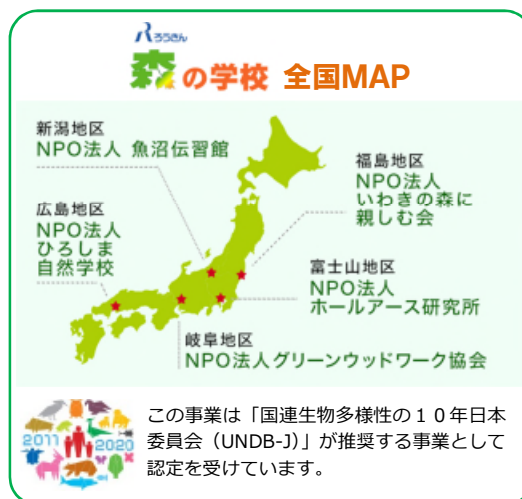 Rろうきん
森の学校 全国MAP
新潟地区
NPO法人 魚沼伝習館
福島地区
NPO法人
いわきの森に
親しむ会
広島地区
NPO法人
ひろしま
自然学校
富士山地区
NPO法人
ホールアース研究所
岐阜地区
NPO法人グリーンウッドワーク協会
2011 2020
この事業は「国連生物多様性の１０年日本
委員会（UNDB-J）」が推奨する事業として
認定を受けています。